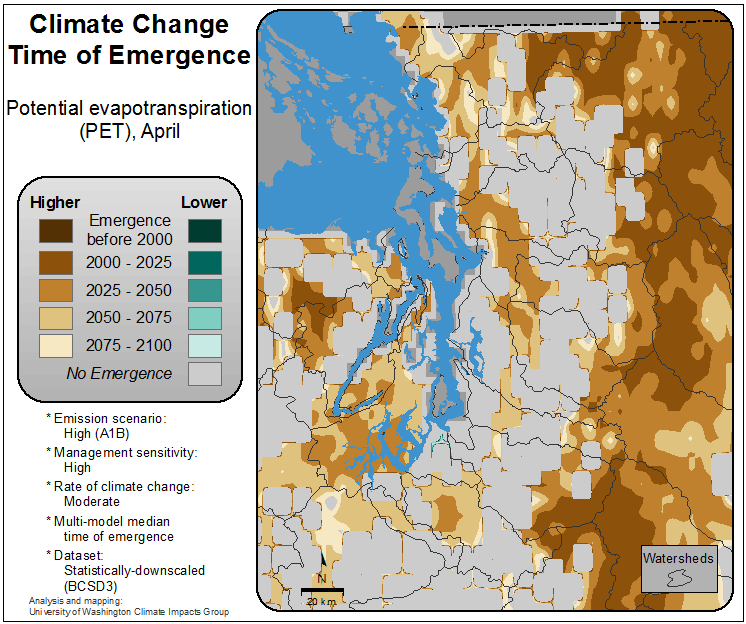 Climate Change
Time of Emergence
Potential evapotranspiration
(PET), April
Higher Lower
Emergence
before 2000
2000 - 2025
2025 - 2050
2050 - 2075
2075 - 2100
No Emergence
* Emission scenario:
High (A1B)
* Management sensitivity:
High
* Rate of climate change:
Moderate
* Multi-model median
time of emergence
* Dataset:
Statistically-downscaled
(BCSD3)
Analysis and mapping:
University of Washington Climate Impacts Group
N
20 km
Watersheds